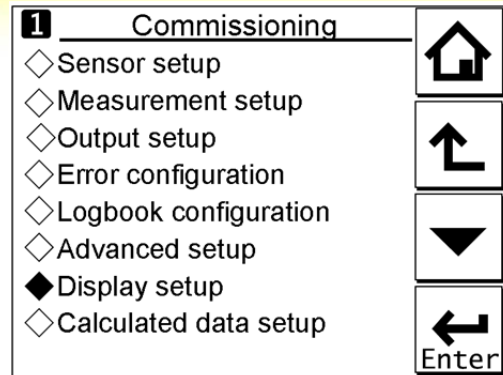 1 Commissioning
Sensor setup
Measurement setup
Output setup
Error configuration
Logbook configuration
Advanced setup
Display setup
Calculated data setup
Enter